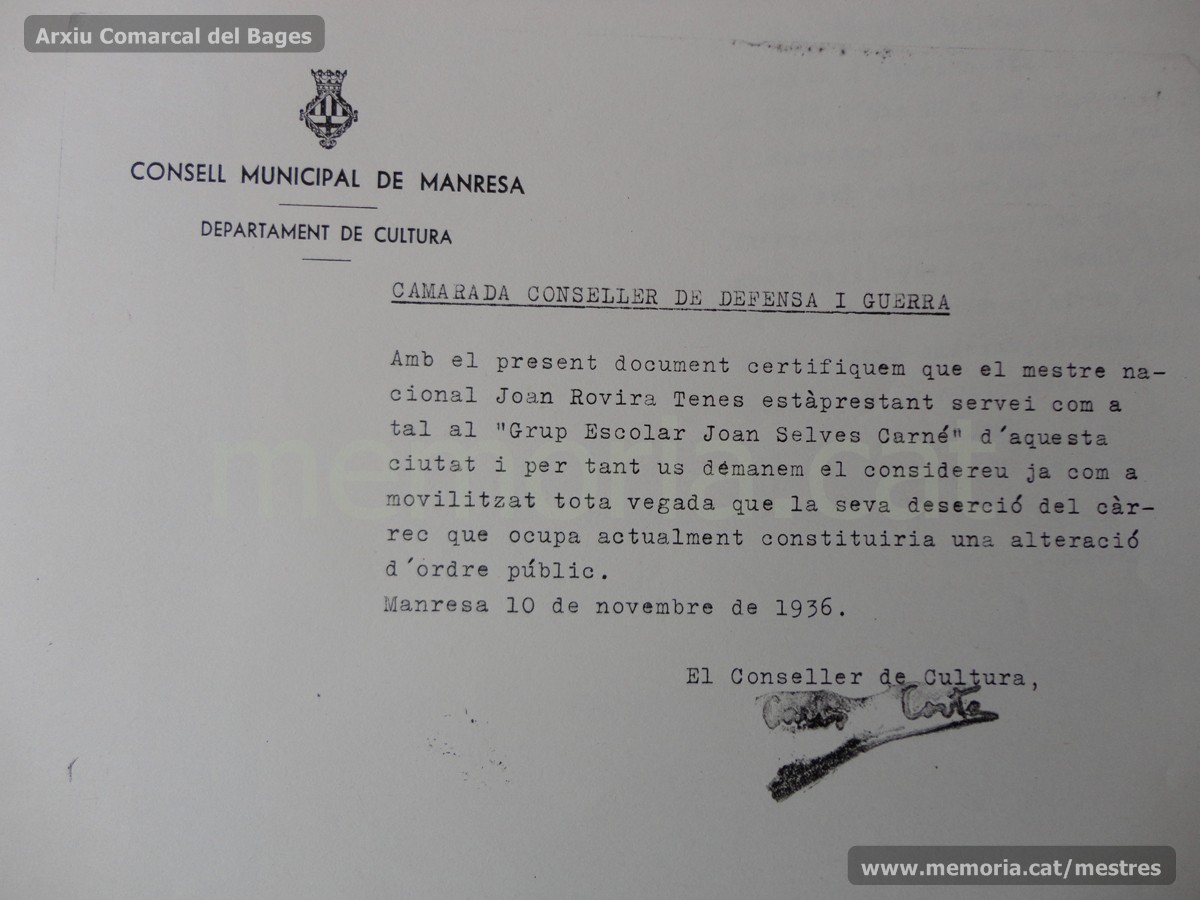 Arxiu Comarcal del Bages
CONSELL MUNICIPAL DE MANRESA
DEPARTAMENT DE CULTURA
CAMARADA CONSELLER DE DEFENSA I GUERRA
Amb el present document certifiquem que el mestre na-
cional Joan Rovira Tenes estàprestant servei com a
tal al "Grup Escolar Joan Selves Carné" d´aquesta
ciutat i per tant us démanem el considereu ja com a
movilitzat tota vegada que la seva deserció del càr-
rec que ocupa actualment constituiria una alteració
d´ordre públic.
Manresa 10 de novembre de 1936.
El Conseller de Cultura,
memoria.cat
www.memoria.cat/mestres